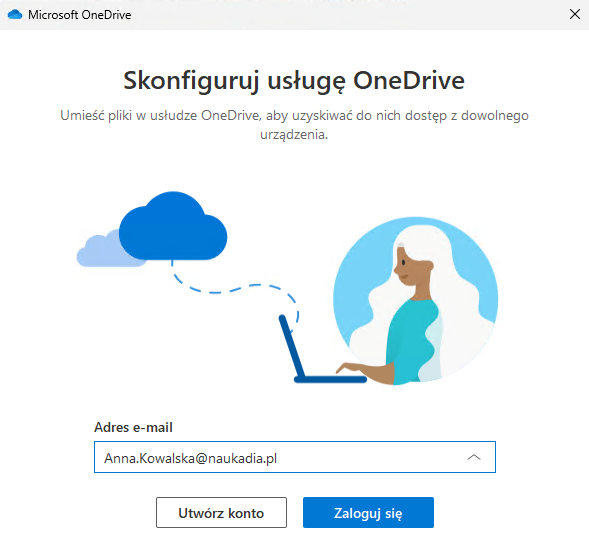 Microsoft OneDrive
Skonfiguruj usługę OneDrive
Umieść pliki w usłudze OneDrive, aby uzyskiwać do nich dostęp z dowolnego
urządzenia.
Adres e-mail
Anna.Kowalska@naukadia.pl
Utwórz konto
Zaloguj się